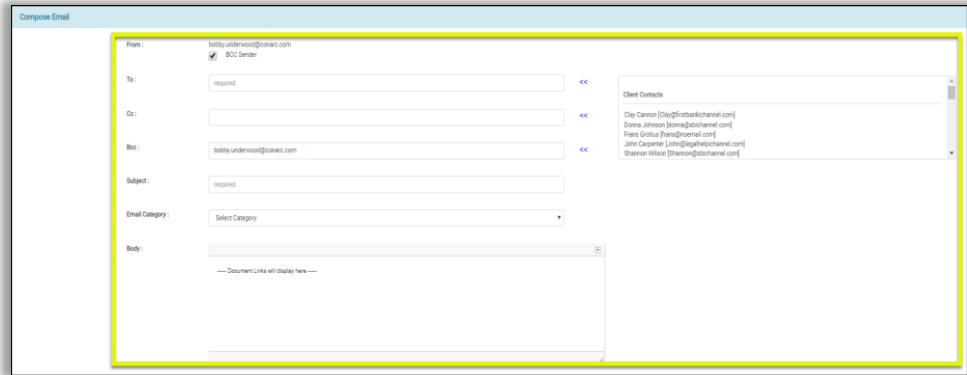 Compose Email
From :
bobby.underwood@conarc.com
BCC Sender
To :
required
<<
Client Contacts
Clay Cannon [Clay@firstbankichannel.com]
Donna Johnson [donna@sbichannel.com]
Frans Grotius [frans@noemail.com]
John Carpenter [John@legalhelpichannel.com]
Shannon Wilson [Shannon@sbichannel.com]
Cc :
<<
Bcc :
bobby.underwood@conarc.com
<<
Subject :
required
Email Category :
Select Category
Body :
----- Document Links will display here -----